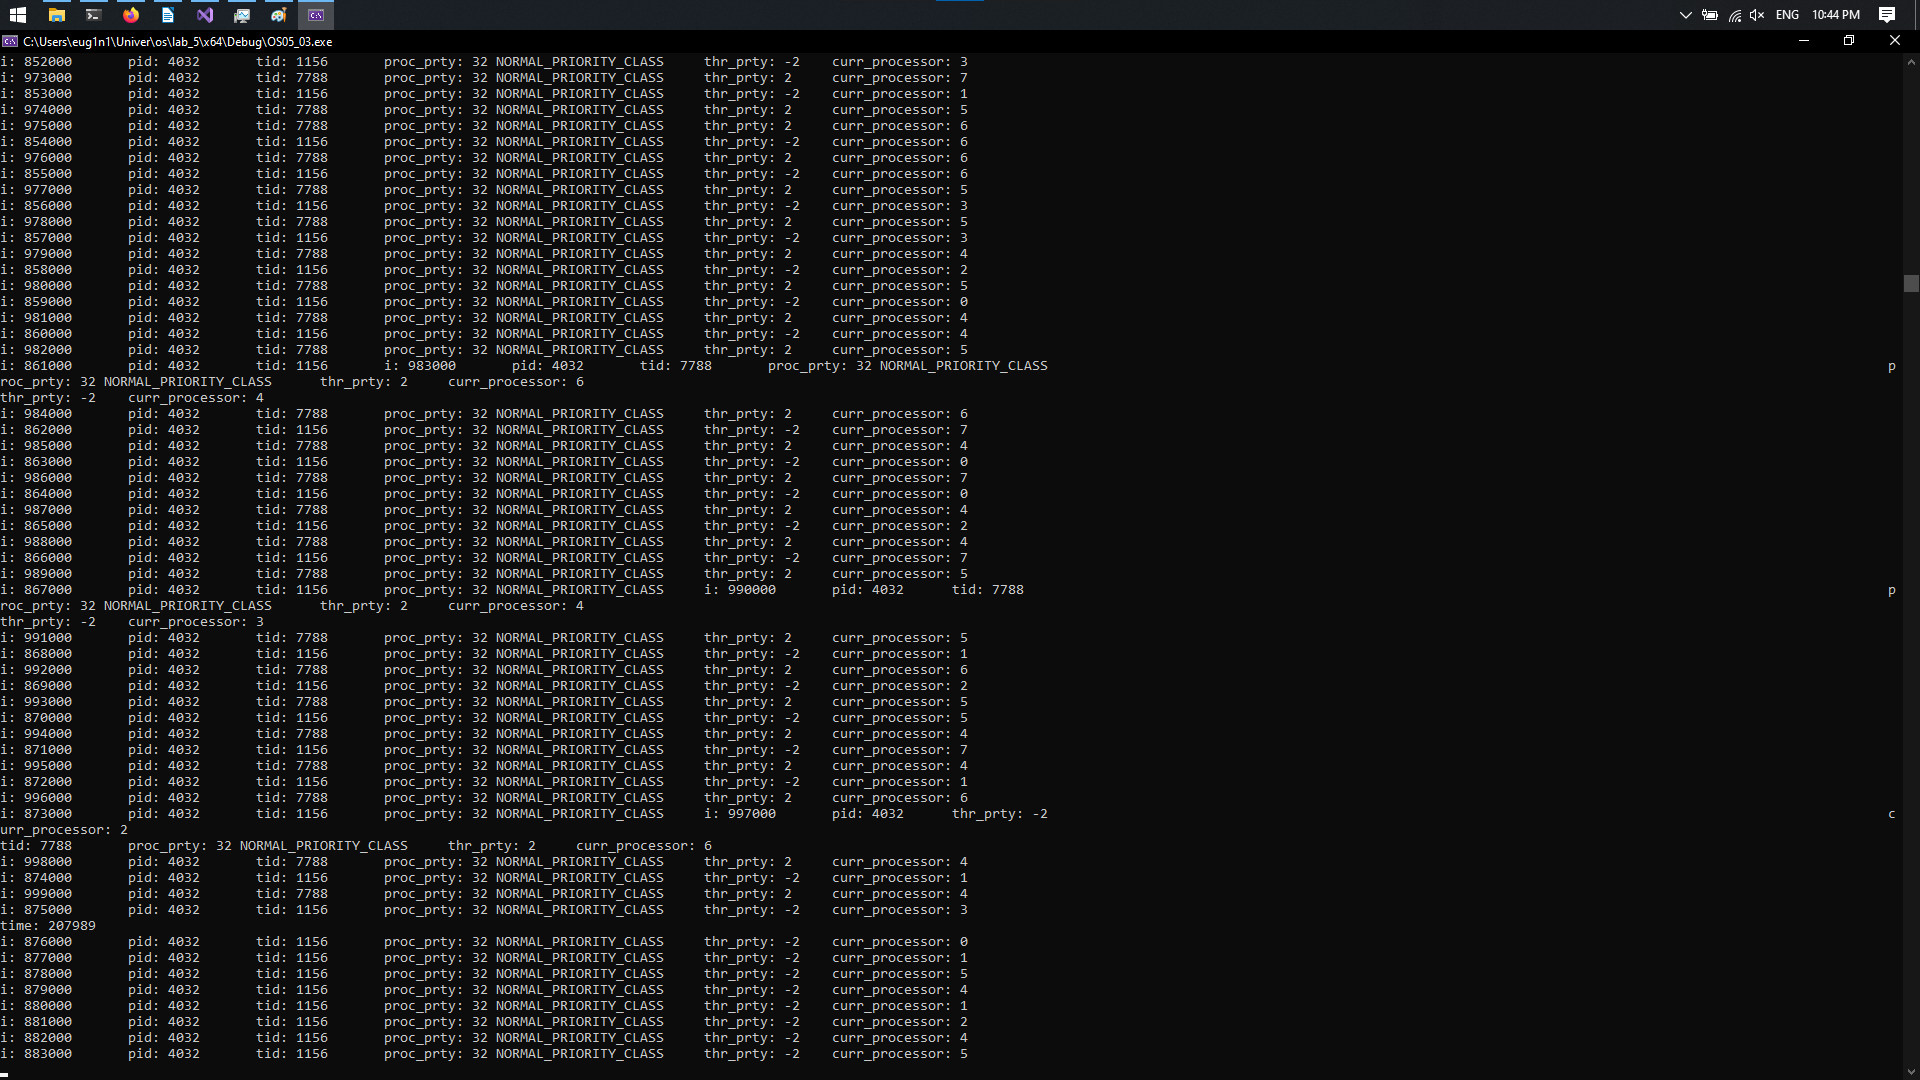 ENG 10:44 PM
C:\Users\eug1n1\Univer\os\lab_5\x64\Debug\OS05_03.exe
i: 852000 pid: 4032 tid: 1156 proc_prty: 32 NORMAL_PRIORITY_CLASS thr_prty: -2 curr_processor: 3
i: 973000 pid: 4032 tid: 7788 proc_prty: 32 NORMAL_PRIORITY_CLASS thr_prty: 2 curr_processor: 7
i: 853000 pid: 4032 tid: 1156 proc_prty: 32 NORMAL_PRIORITY_CLASS thr_prty: -2 curr_processor: 1
i: 974000 pid: 4032 tid: 7788 proc_prty: 32 NORMAL_PRIORITY_CLASS thr_prty: 2 curr_processor: 5
i: 975000 pid: 4032 tid: 7788 proc_prty: 32 NORMAL_PRIORITY_CLASS thr_prty: 2 curr_processor: 6
i: 854000 pid: 4032 tid: 1156 proc_prty: 32 NORMAL_PRIORITY_CLASS thr_prty: -2 curr_processor: 6
i: 976000 pid: 4032 tid: 7788 proc_prty: 32 NORMAL_PRIORITY_CLASS thr_prty: 2 curr_processor: 6
i: 855000 pid: 4032 tid: 1156 proc_prty: 32 NORMAL_PRIORITY_CLASS thr_prty: -2 curr_processor: 6
i: 977000 pid: 4032 tid: 7788 proc_prty: 32 NORMAL_PRIORITY_CLASS thr_prty: 2 curr_processor: 5
i: 856000 pid: 4032 tid: 1156 proc_prty: 32 NORMAL_PRIORITY_CLASS thr_prty: -2 curr_processor: 3
i: 978000 pid: 4032 tid: 7788 proc_prty: 32 NORMAL_PRIORITY_CLASS thr_prty: 2 curr_processor: 5
i: 857000 pid: 4032 tid: 1156 proc_prty: 32 NORMAL_PRIORITY_CLASS thr_prty: -2 curr_processor: 3
i: 979000 pid: 4032 tid: 7788 proc_prty: 32 NORMAL_PRIORITY_CLASS thr_prty: 2 curr_processor: 4
i: 858000 pid: 4032 tid: 1156 proc_prty: 32 NORMAL_PRIORITY_CLASS thr_prty: -2 curr_processor: 2
i: 980000 pid: 4032 tid: 7788 proc_prty: 32 NORMAL_PRIORITY_CLASS thr_prty: 2 curr_processor: 5
i: 859000 pid: 4032 tid: 1156 proc_prty: 32 NORMAL_PRIORITY_CLASS thr_prty: -2 curr_processor: 0
i: 981000 pid: 4032 tid: 7788 proc_prty: 32 NORMAL_PRIORITY_CLASS thr_prty: 2 curr_processor: 4
i: 860000 pid: 4032 tid: 1156 proc_prty: 32 NORMAL_PRIORITY_CLASS thr_prty: -2 curr_processor: 4
i: 982000 pid: 4032 tid: 7788 proc_prty: 32 NORMAL_PRIORITY_CLASS thr_prty: 2 curr_processor: 5
i: 861000 pid: 4032 tid: 1156 i: 983000 pid: 4032 tid: 7788 proc_prty: 32 NORMAL_PRIORITY_CLASS p
roc_prty: 32 NORMAL_PRIORITY_CLASS thr_prty: 2 curr_processor: 6
thr_prty: -2 curr_processor: 4
i: 984000 pid: 4032 tid: 7788 proc_prty: 32 NORMAL_PRIORITY_CLASS thr_prty: 2 curr_processor: 6
i: 862000 pid: 4032 tid: 1156 proc_prty: 32 NORMAL_PRIORITY_CLASS thr_prty: -2 curr_processor: 7
i: 985000 pid: 4032 tid: 7788 proc_prty: 32 NORMAL_PRIORITY_CLASS thr_prty: 2 curr_processor: 4
i: 863000 pid: 4032 tid: 1156 proc_prty: 32 NORMAL_PRIORITY_CLASS thr_prty: -2 curr_processor: 0
i: 986000 pid: 4032 tid: 7788 proc_prty: 32 NORMAL_PRIORITY_CLASS thr_prty: 2 curr_processor: 7
i: 864000 pid: 4032 tid: 1156 proc_prty: 32 NORMAL_PRIORITY_CLASS thr_prty: -2 curr_processor: 0
i: 987000 pid: 4032 tid: 7788 proc_prty: 32 NORMAL_PRIORITY_CLASS thr_prty: 2 curr_processor: 4
i: 865000 pid: 4032 tid: 1156 proc_prty: 32 NORMAL_PRIORITY_CLASS thr_prty: -2 curr_processor: 2
i: 988000 pid: 4032 tid: 7788 proc_prty: 32 NORMAL_PRIORITY_CLASS thr_prty: 2 curr_processor: 4
i: 866000 pid: 4032 tid: 1156 proc_prty: 32 NORMAL_PRIORITY_CLASS thr_prty: -2 curr_processor: 7
i: 989000 pid: 4032 tid: 7788 proc_prty: 32 NORMAL_PRIORITY_CLASS thr_prty: 2 curr_processor: 5
i: 867000 pid: 4032 tid: 1156 proc_prty: 32 NORMAL_PRIORITY_CLASS i: 990000 pid: 4032 tid: 7788 p
roc_prty: 32 NORMAL_PRIORITY_CLASS thr_prty: 2 curr_processor: 4
thr_prty: -2 curr_processor: 3
i: 991000 pid: 4032 tid: 7788 proc_prty: 32 NORMAL_PRIORITY_CLASS thr_prty: 2 curr_processor: 5
i: 868000 pid: 4032 tid: 1156 proc_prty: 32 NORMAL_PRIORITY_CLASS thr_prty: -2 curr_processor: 1
i: 992000 pid: 4032 tid: 7788 proc_prty: 32 NORMAL_PRIORITY_CLASS thr_prty: 2 curr_processor: 6
i: 869000 pid: 4032 tid: 1156 proc_prty: 32 NORMAL_PRIORITY_CLASS thr_prty: -2 curr_processor: 2
i: 993000 pid: 4032 tid: 7788 proc_prty: 32 NORMAL_PRIORITY_CLASS thr_prty: 2 curr_processor: 5
i: 870000 pid: 4032 tid: 1156 proc_prty: 32 NORMAL_PRIORITY_CLASS thr_prty: -2 curr_processor: 5
i: 994000 pid: 4032 tid: 7788 proc_prty: 32 NORMAL_PRIORITY_CLASS thr_prty: 2 curr_processor: 4
i: 871000 pid: 4032 tid: 1156 proc_prty: 32 NORMAL_PRIORITY_CLASS thr_prty: -2 curr_processor: 7
i: 995000 pid: 4032 tid: 7788 proc_prty: 32 NORMAL_PRIORITY_CLASS thr_prty: 2 curr_processor: 4
i: 872000 pid: 4032 tid: 1156 proc_prty: 32 NORMAL_PRIORITY_CLASS thr_prty: -2 curr_processor: 1
i: 996000 pid: 4032 tid: 7788 proc_prty: 32 NORMAL_PRIORITY_CLASS thr_prty: 2 curr_processor: 6
i: 873000 pid: 4032 tid: 1156 proc_prty: 32 NORMAL_PRIORITY_CLASS i: 997000 pid: 4032 thr_prty: -2 c
urr_processor: 2
tid: 7788 proc_prty: 32 NORMAL_PRIORITY_CLASS thr_prty: 2 curr_processor: 6
i: 998000 pid: 4032 tid: 7788 proc_prty: 32 NORMAL_PRIORITY_CLASS thr_prty: 2 curr_processor: 4
i: 874000 pid: 4032 tid: 1156 proc_prty: 32 NORMAL_PRIORITY_CLASS thr_prty: -2 curr_processor: 1
i: 999000 pid: 4032 tid: 7788 proc_prty: 32 NORMAL_PRIORITY_CLASS thr_prty: 2 curr_processor: 4
i: 875000 pid: 4032 tid: 1156 proc_prty: 32 NORMAL_PRIORITY_CLASS thr_prty: -2 curr_processor: 3
time: 207989
i: 876000 pid: 4032 tid: 1156 proc_prty: 32 NORMAL_PRIORITY_CLASS thr_prty: -2 curr_processor: 0
i: 877000 pid: 4032 tid: 1156 proc_prty: 32 NORMAL_PRIORITY_CLASS thr_prty: -2 curr_processor: 1
i: 878000 pid: 4032 tid: 1156 proc_prty: 32 NORMAL_PRIORITY_CLASS thr_prty: -2 curr_processor: 5
i: 879000 pid: 4032 tid: 1156 proc_prty: 32 NORMAL_PRIORITY_CLASS thr_prty: -2 curr_processor: 4
i: 880000 pid: 4032 tid: 1156 proc_prty: 32 NORMAL_PRIORITY_CLASS thr_prty: -2 curr_processor: 1
i: 881000 pid: 4032 tid: 1156 proc_prty: 32 NORMAL_PRIORITY_CLASS thr_prty: -2 curr_processor: 2
i: 882000 pid: 4032 tid: 1156 proc_prty: 32 NORMAL_PRIORITY_CLASS thr_prty: -2 curr_processor: 4
i: 883000 pid: 4032 tid: 1156 proc_prty: 32 NORMAL_PRIORITY_CLASS thr_prty: -2 curr_processor: 5